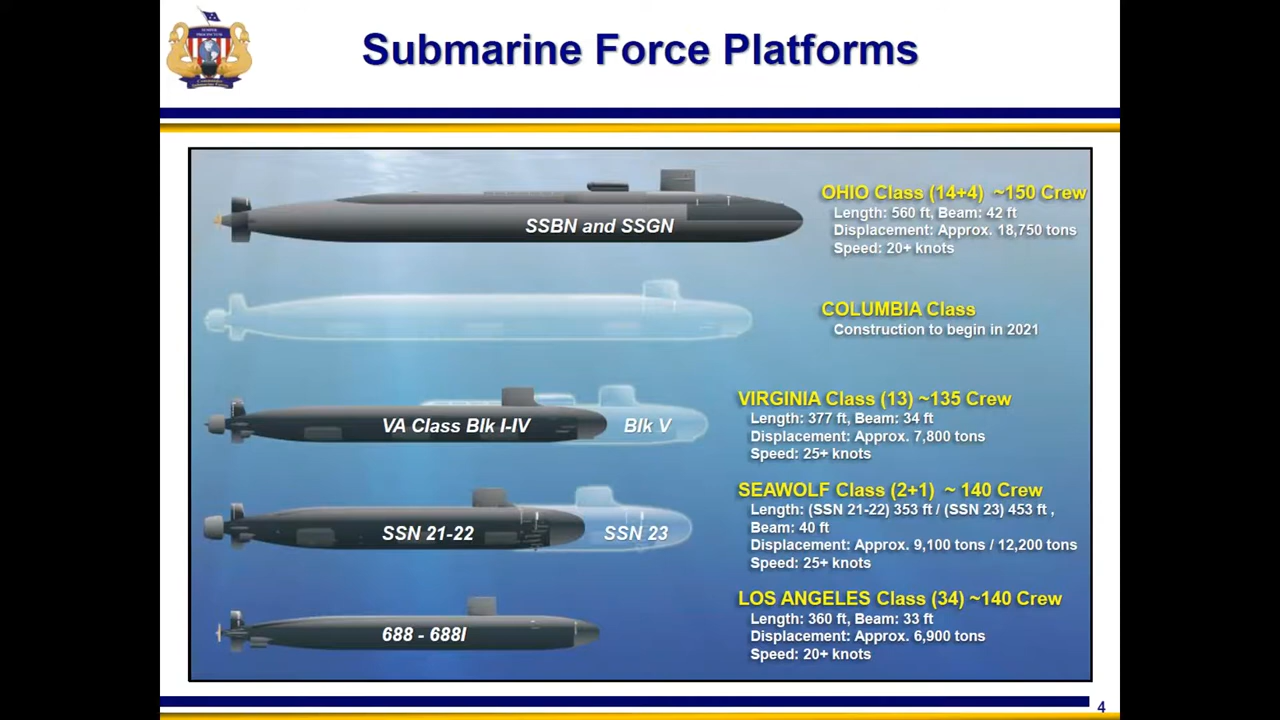 Submarine Force Platforms
OHIO Class (14+4)  ~150 Crew
Length: 560 ft, Beam: 42 ft
Displacement: Approx. 18,750 tons
Speed: 20+ knots
SSBN and SSGN
COLUMBIA Class
Construction to begin in 2021
VIRGINIA Class (13) ~135 Crew
Length: 377 ft, Beam: 34 ft
Displacement: Approx. 7,800 tons
Speed: 25+ knots
VA Class Blk I-IV
Blk V
SEAWOLF Class (2+1)  ~ 140 Crew
Length: (SSN 21-22) 353 ft / (SSN 23) 453 ft ,
Beam: 40 ft
Displacement: Approx. 9,100 tons / 12,200 tons
Speed: 25+ knots
SSN 21-22
SSN 23
LOS ANGELES Class (34) ~140 Crew
Length: 360 ft, Beam: 33 ft
Displacement: Approx. 6,900 tons
Speed: 20+ knots
688 - 688I
4